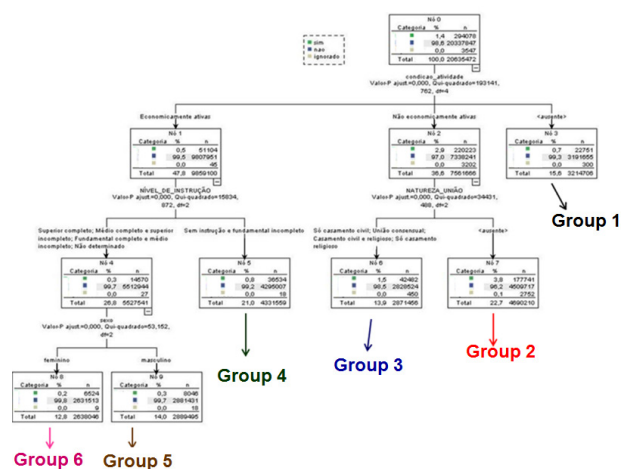 Nó 0
Categoria % n
sim 1,4 294078
nao 98,6 20337847
ignorado 0,0 3547
Total 100,0 20635472
condicao_atividade
Valor-P ajust.=0,000, Qui-quadrado=193141,
762, df=4
Economicamente ativas
Não economicamente ativas
<ausente>
Nó 1
Categoria % n
0,5 51104
99,5 9807951
0,0 45
Total 47,8 9859100
Nó 2
Categoria % n
2,9 220223
97,0 7338241
0,0 3202
Total 36,6 7561666
Nó 3
Categoria % n
0,7 22751
99,3 3191655
0,0 300
Total 15,6 3214706
Group 1
NÍVEL_DE_INSTRUÇÃO
Valor-P ajust.=0,000, Qui-quadrado=15834,
872, df=2
NATUREZA_UNIÃO
Valor-P ajust.=0,000, Qui-quadrado=34431,
488, df=2
Superior completo; Médio completo e superior
incompleto; Fundamental completo e médio
incompleto; Não determinado
Sem instrução e fundamental incompleto
Só casamento civil; União consensual;
Casamento civil e religioso; Só casamento
religioso
<ausente>
Nó 4
Categoria % n
0,3 14570
99,7 5512944
0,0 27
Total 26,8 5527541
Nó 5
Categoria % n
0,8 36534
99,2 4295007
0,0 18
Total 21,0 4331559
Nó 6
Categoria % n
1,5 42482
98,5 2828524
0,0 450
Total 13,9 2871456
Nó 7
Categoria % n
3,8 177741
96,2 4609717
0,1 2752
Total 22,7 4690210
Group 4
Group 3
Group 2
sexo
Valor-P ajust.=0,000, Qui-quadrado=53,152,
df=2
feminino
masculino
Nó 8
Categoria % n
0,2 6524
99,8 2631513
0,0 9
Total 12,8 2638046
Nó 9
Categoria % n
0,3 8046
99,7 2881431
0,0 18
Total 14,0 2889495
Group 6
Group 5